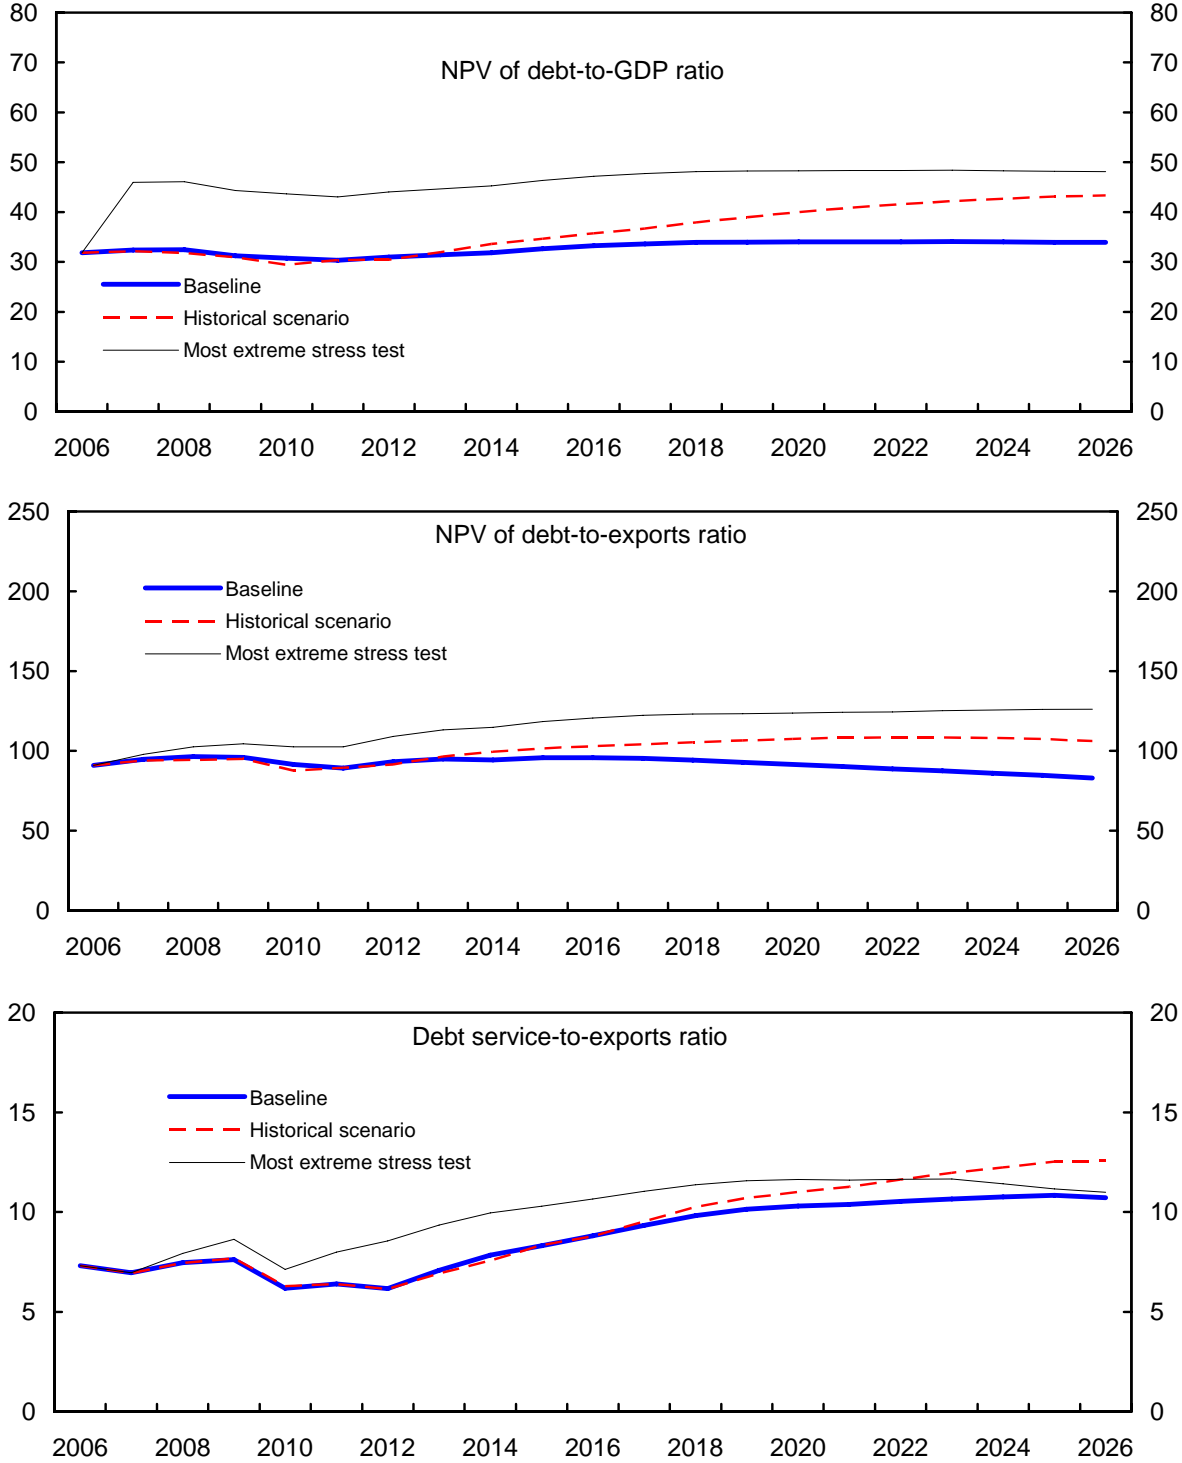 80 80
70 70
NPV of debt-to-GDP ratio
60 60
50 50
40 40
30 30
Baseline
20 20
Historical scenario
Most extreme stress test
10 10
0 0
2006 2008 2010 2012 2014 2016 2018 2020 2022 2024 2026
250 250
NPV of debt-to-exports ratio
200 200
Baseline
Historical scenario
Most extreme stress test
150 150
100 100
50 50
0 0
2006 2008 2010 2012 2014 2016 2018 2020 2022 2024 2026
20 20
Debt service-to-exports ratio
Baseline
15 15
Historical scenario
Most extreme stress test
10 10
5 5
0 0
2006 2008 2010 2012 2014 2016 2018 2020 2022 2024 2026